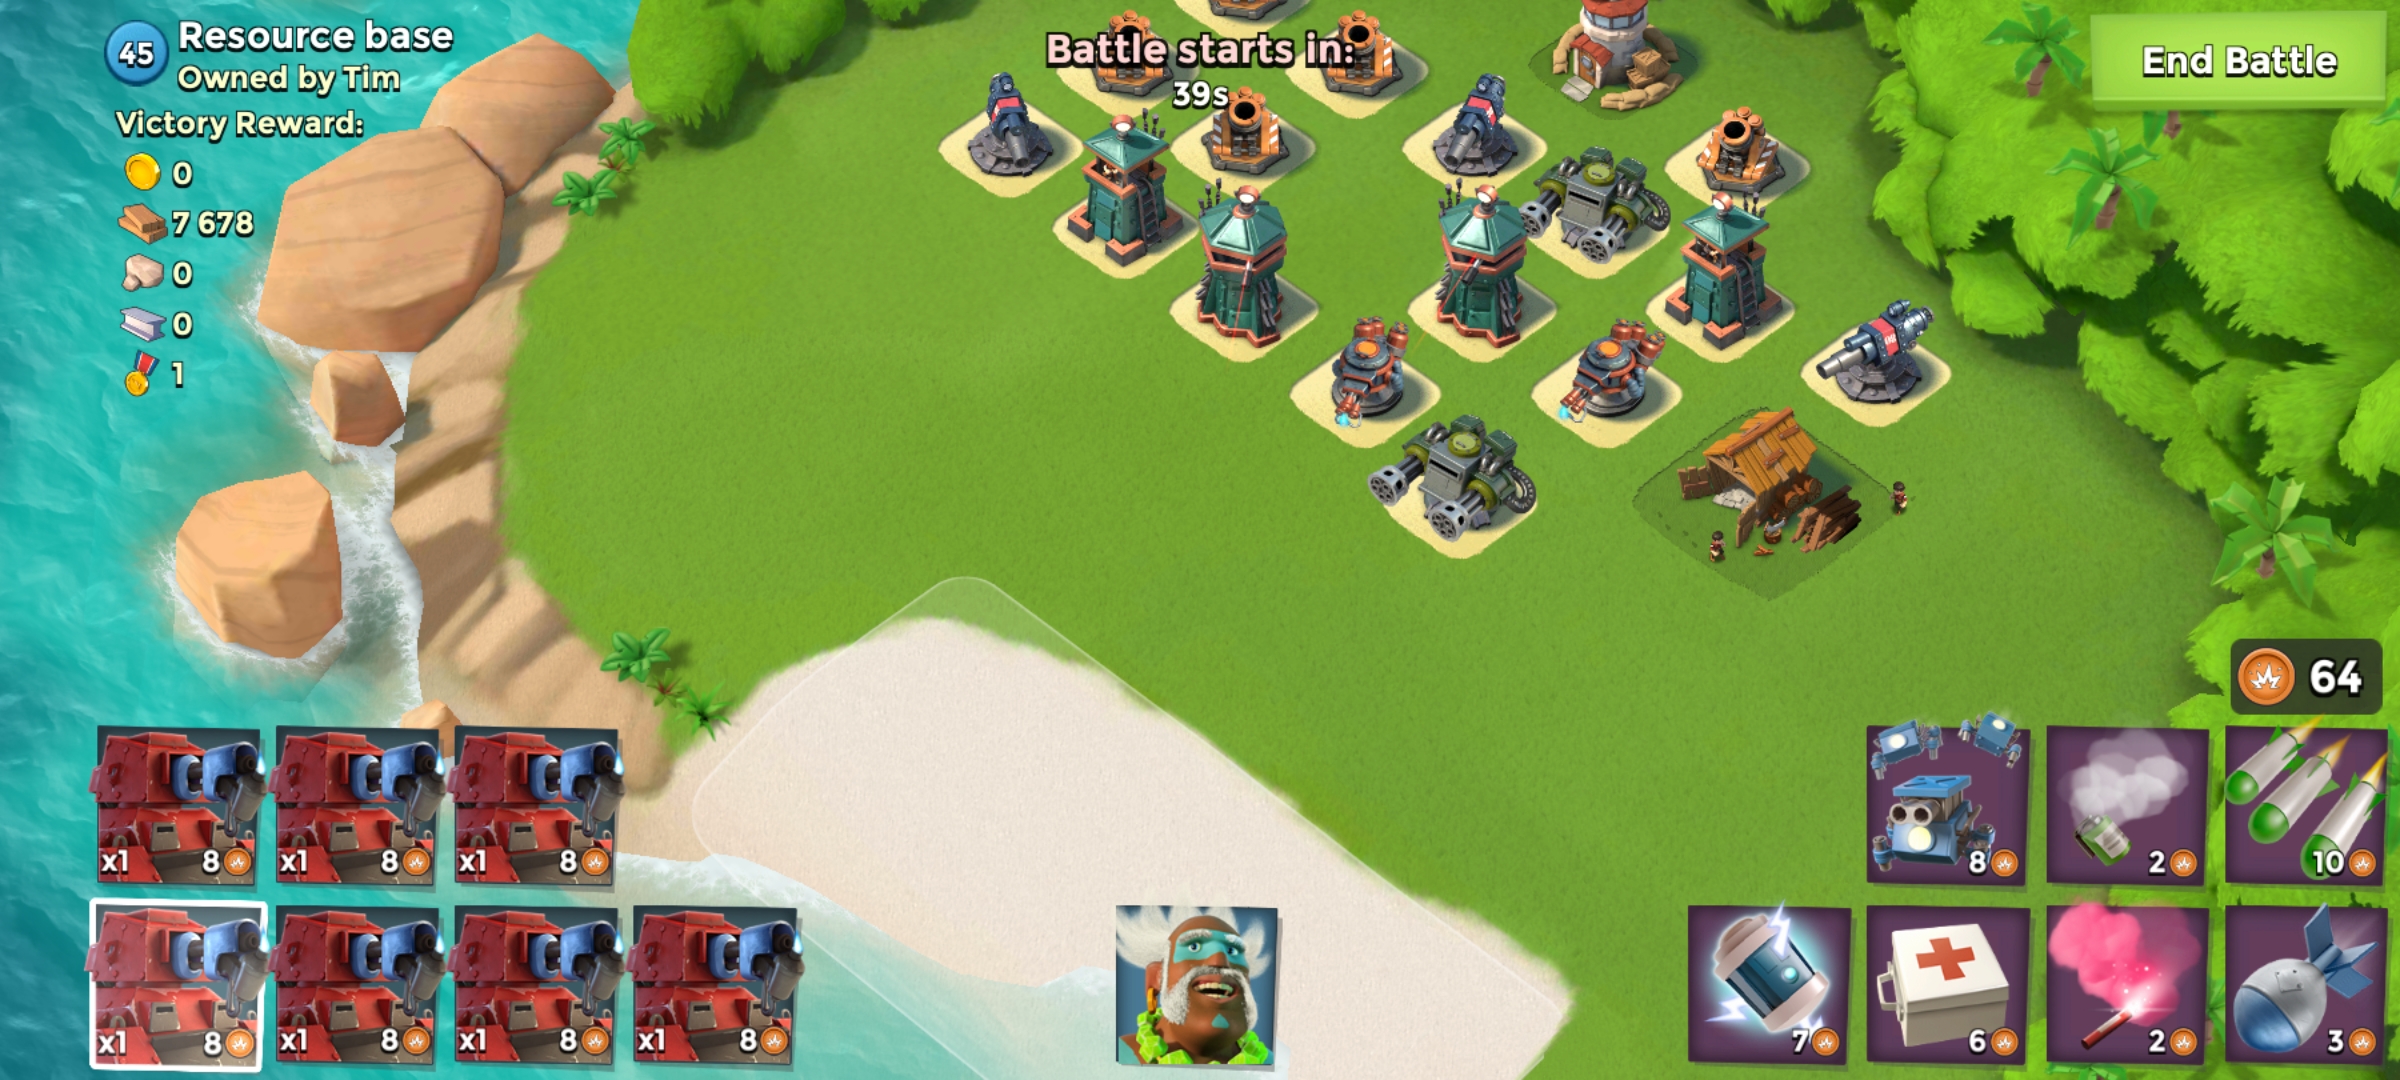 45
Resource base
Owned by Tim
Victory Reward:
0
7 678
0
0
1
Battle starts in:
39s
End Battle
64
x1 8
x1 8
x1 8
8
2
10
x1 8
x1 8
x1 8
x1 8
7
6
2
3